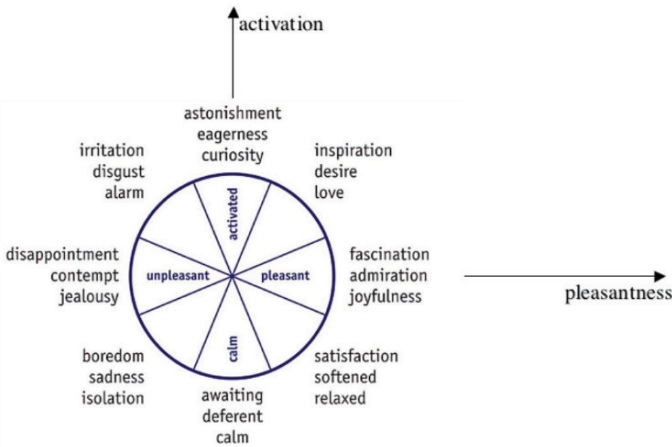 activation
astonishment
eagerness
curiosity
irritation
disgust
alarm
inspiration
desire
love
activated
disappointment
contempt
jealousy
unpleasant
pleasant
fascination
admiration
joyfulness
pleasantness
calm
boredom
sadness
isolation
satisfaction
softened
relaxed
awaiting
deferent
calm